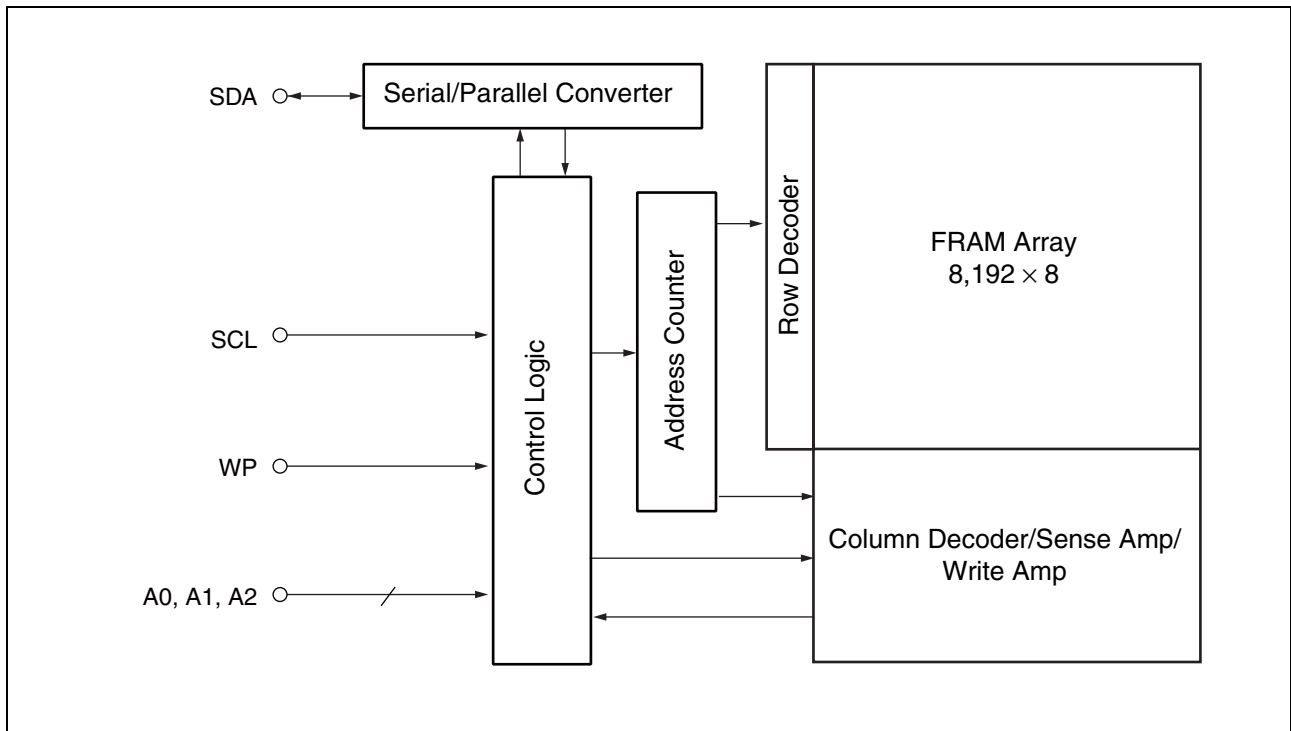 SDA
Serial/Parallel Converter
SCL
WP
A0, A1, A2
Control Logic
Address Counter
Row Decoder
FRAM Array
8,192 × 8
Column Decoder/Sense Amp/
Write Amp